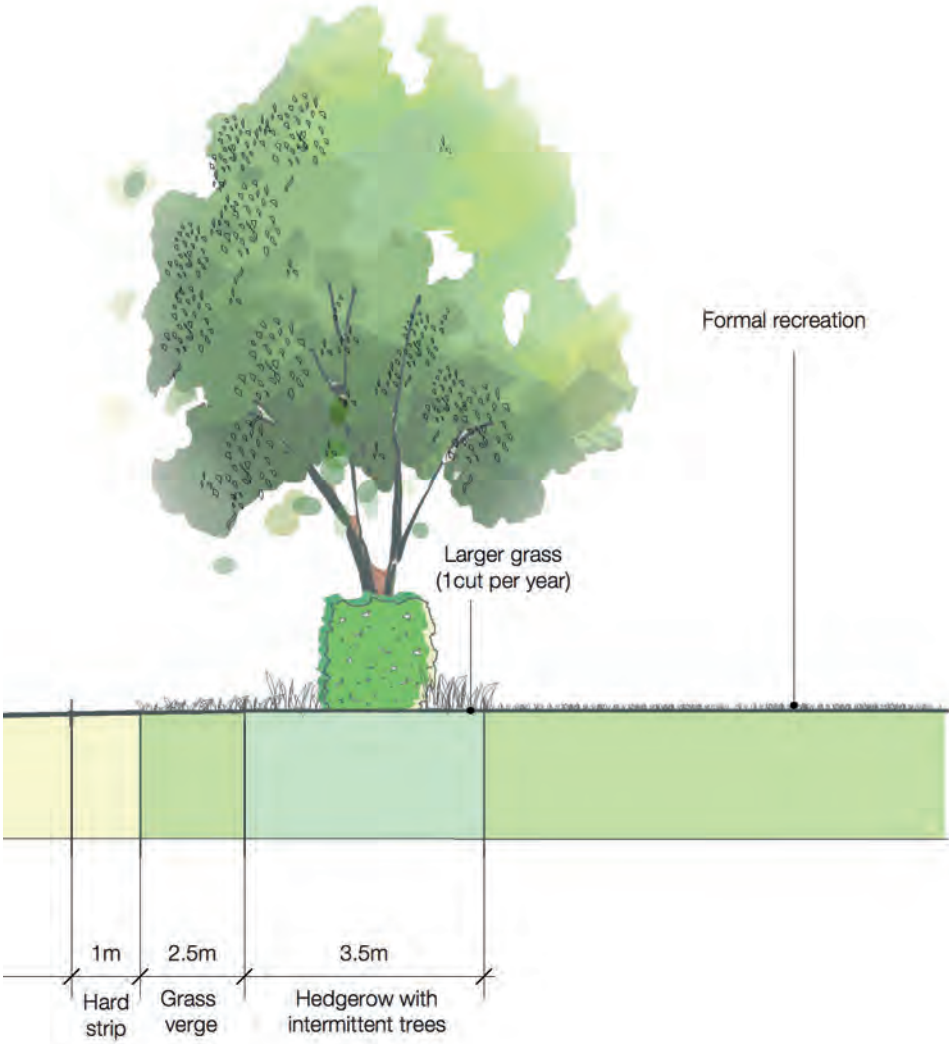 Formal recreation
Larger grass
(1cut per year)
1m
2.5m
3.5m
Hard
strip
Grass
verge
Hedgerow with
intermittent trees